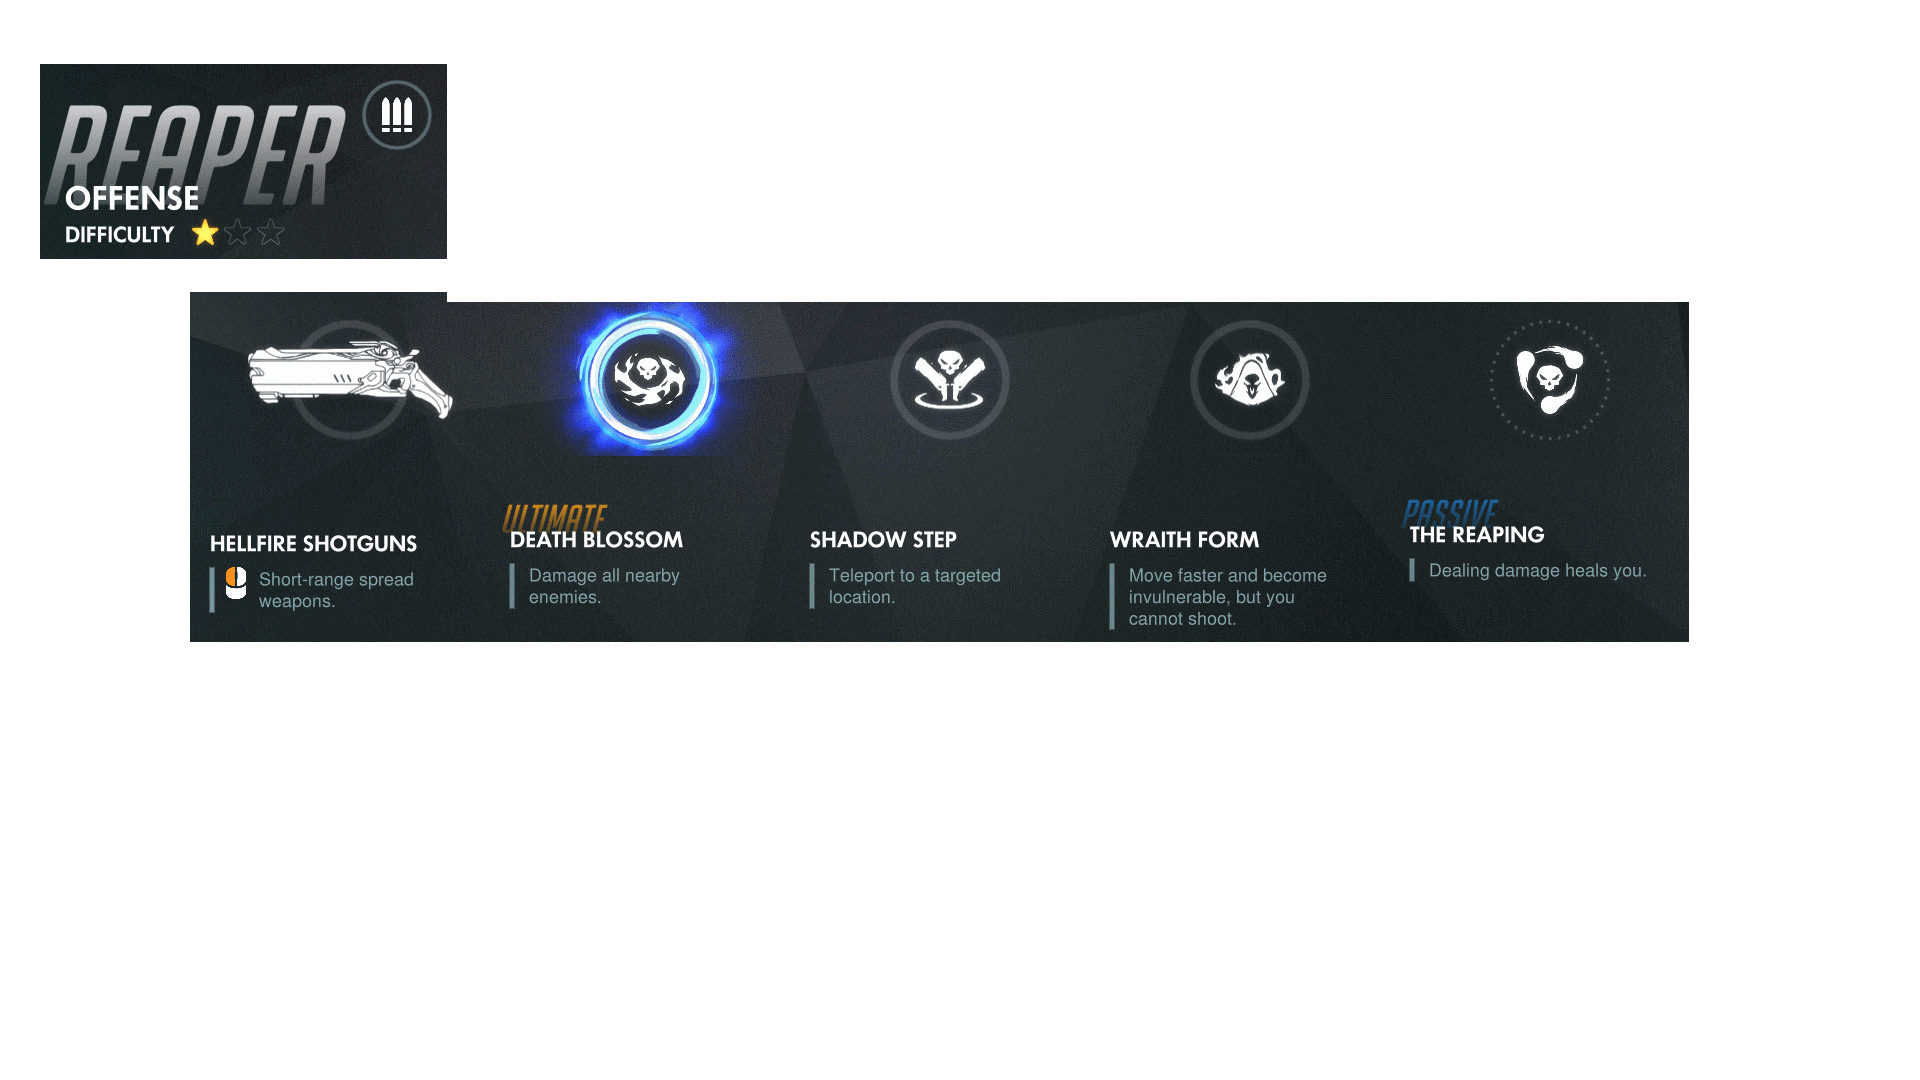 REAPER
OFFENSE
DIFFICULTY
HELLFIRE SHOTGUNS
Short-range spread
weapons.
ULTIMATE
DEATH BLOSSOM
Damage all nearby
enemies.
SHADOW STEP
Teleport to a targeted
location.
WRAITH FORM
Move faster and become
invulnerable, but you
cannot shoot.
PASSIVE
THE REAPING
Dealing damage heals you.